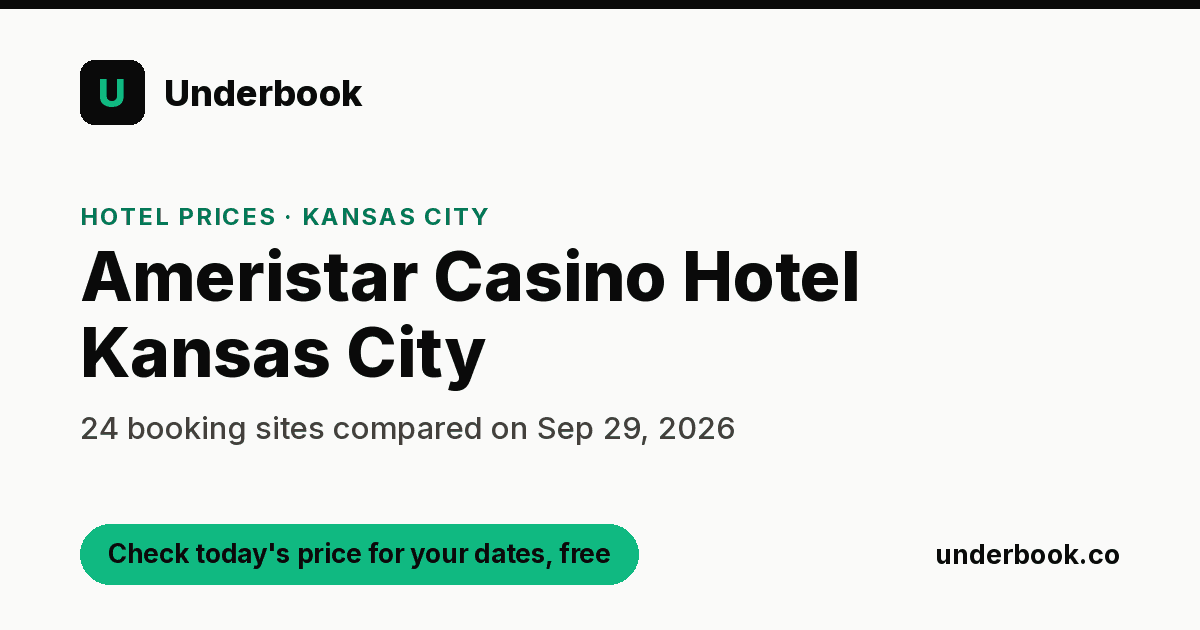 U Underbook
HOTEL PRICES · KANSAS CITY
Ameristar Casino Hotel
Kansas City
24 booking sites compared on Sep 29, 2026
Check today's price for your dates, free
underbook.co